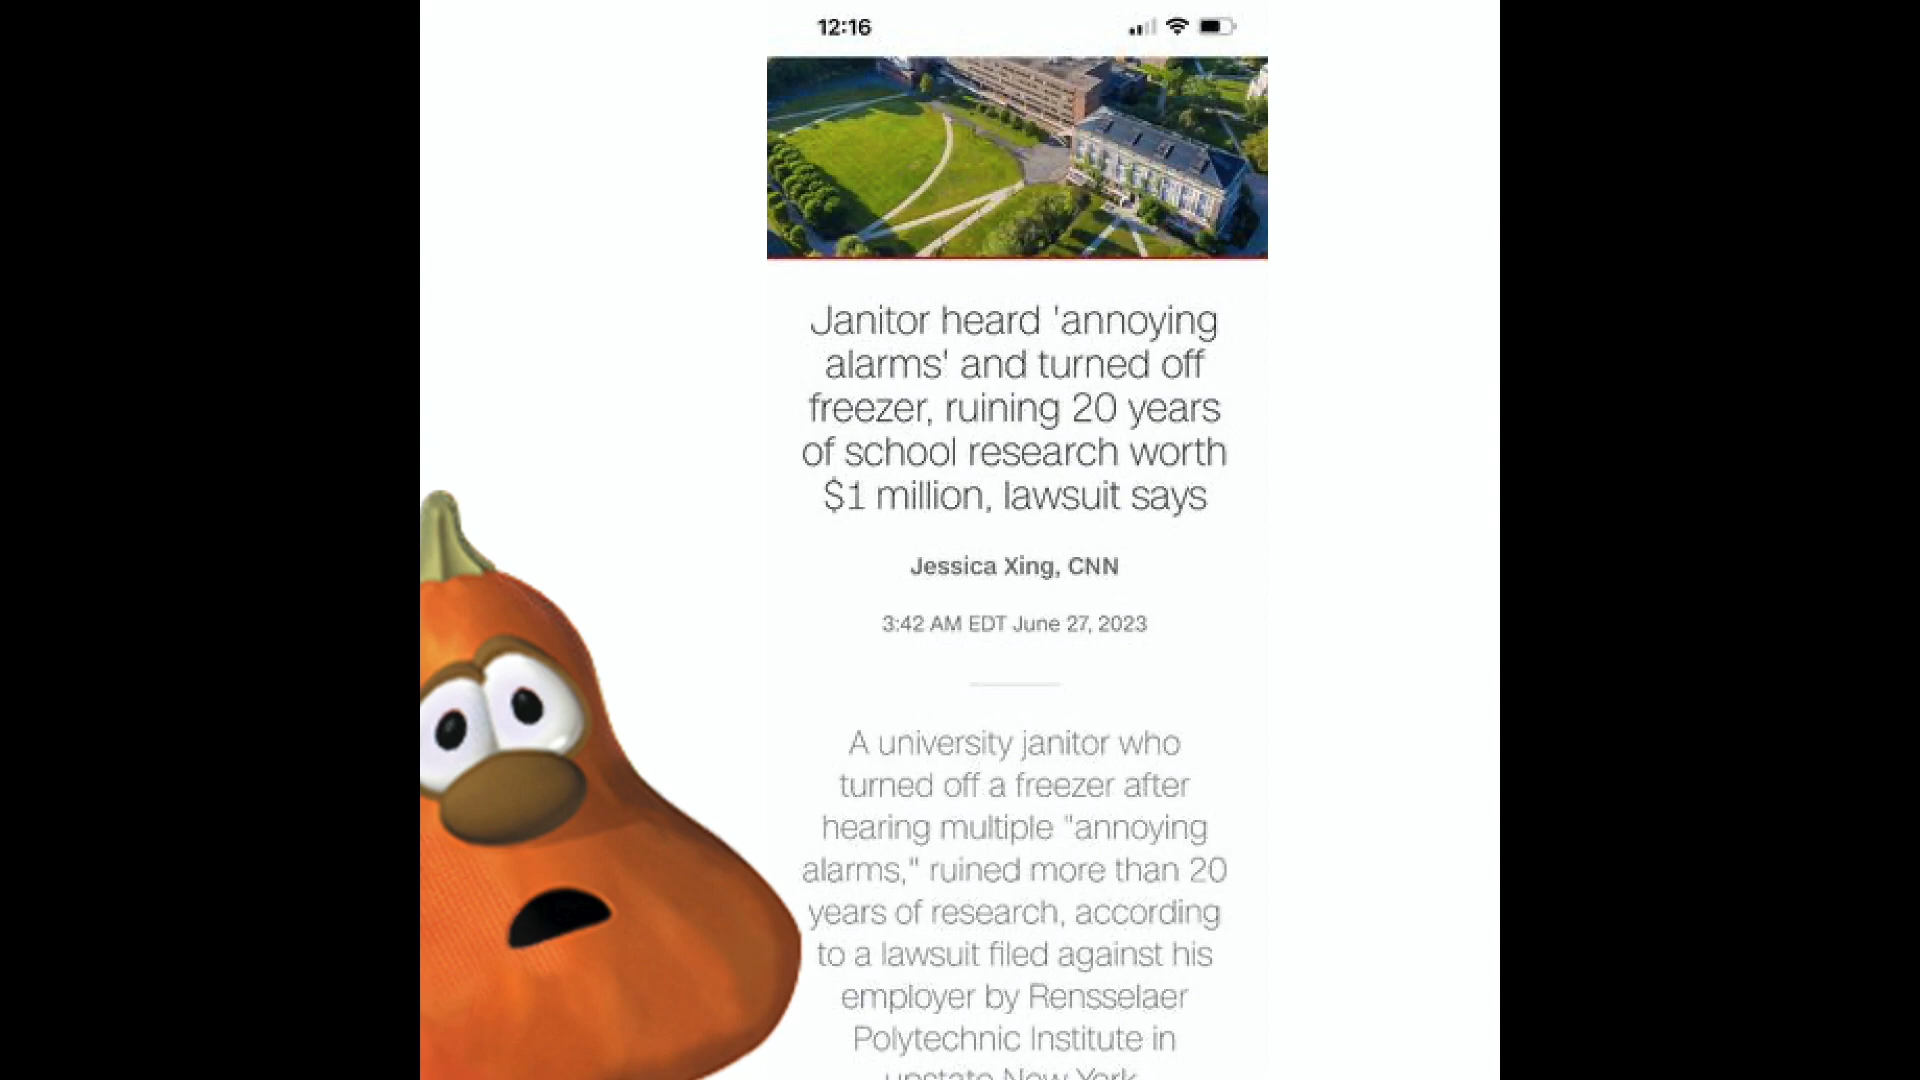 12:16
Janitor heard 'annoying
alarms' and turned off
freezer, ruining 20 years
of school research worth
$1 million, lawsuit says
Jessica Xing, CNN
3:42 AM EDT June 27, 2023
A university janitor who
turned off a freezer after
hearing multiple "annoying
alarms," ruined more than 20
years of research, according
to a lawsuit filed against his
employer by Rensselaer
Polytechnic Institute in
upstate New York